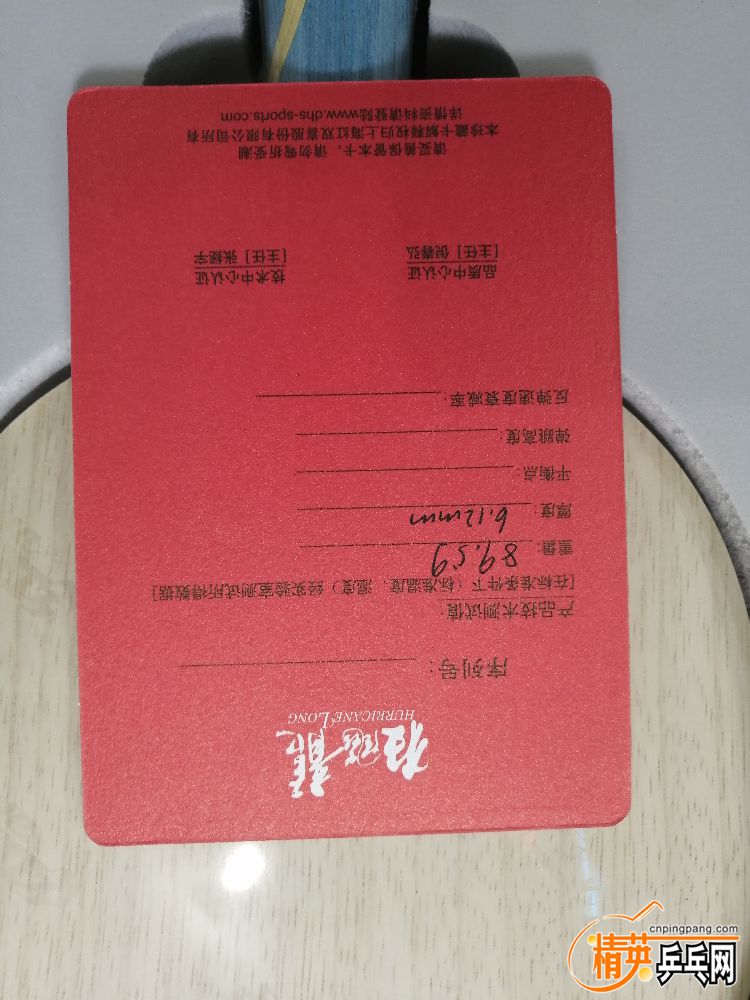 狂飚龍
HURRICANE LONG
序列号：
产品技术测试值：
[在标准条件下（标准温度、湿度）经实验室测试所得数据]
重量：89.5g
厚度：6.12mm
平衡点：
弹跳高度：
反弹速度衰减率：
品质中心认证 技术中心认证
[主任] 倪春弘 [主任] 张拯宇
请妥善保管本卡，请勿弯折受潮
本珍藏卡解释权归上海红双喜股份有限公司所有
详情资料请登陆www.dhs-sports.com
cnpingpang.com
精英乒乓网